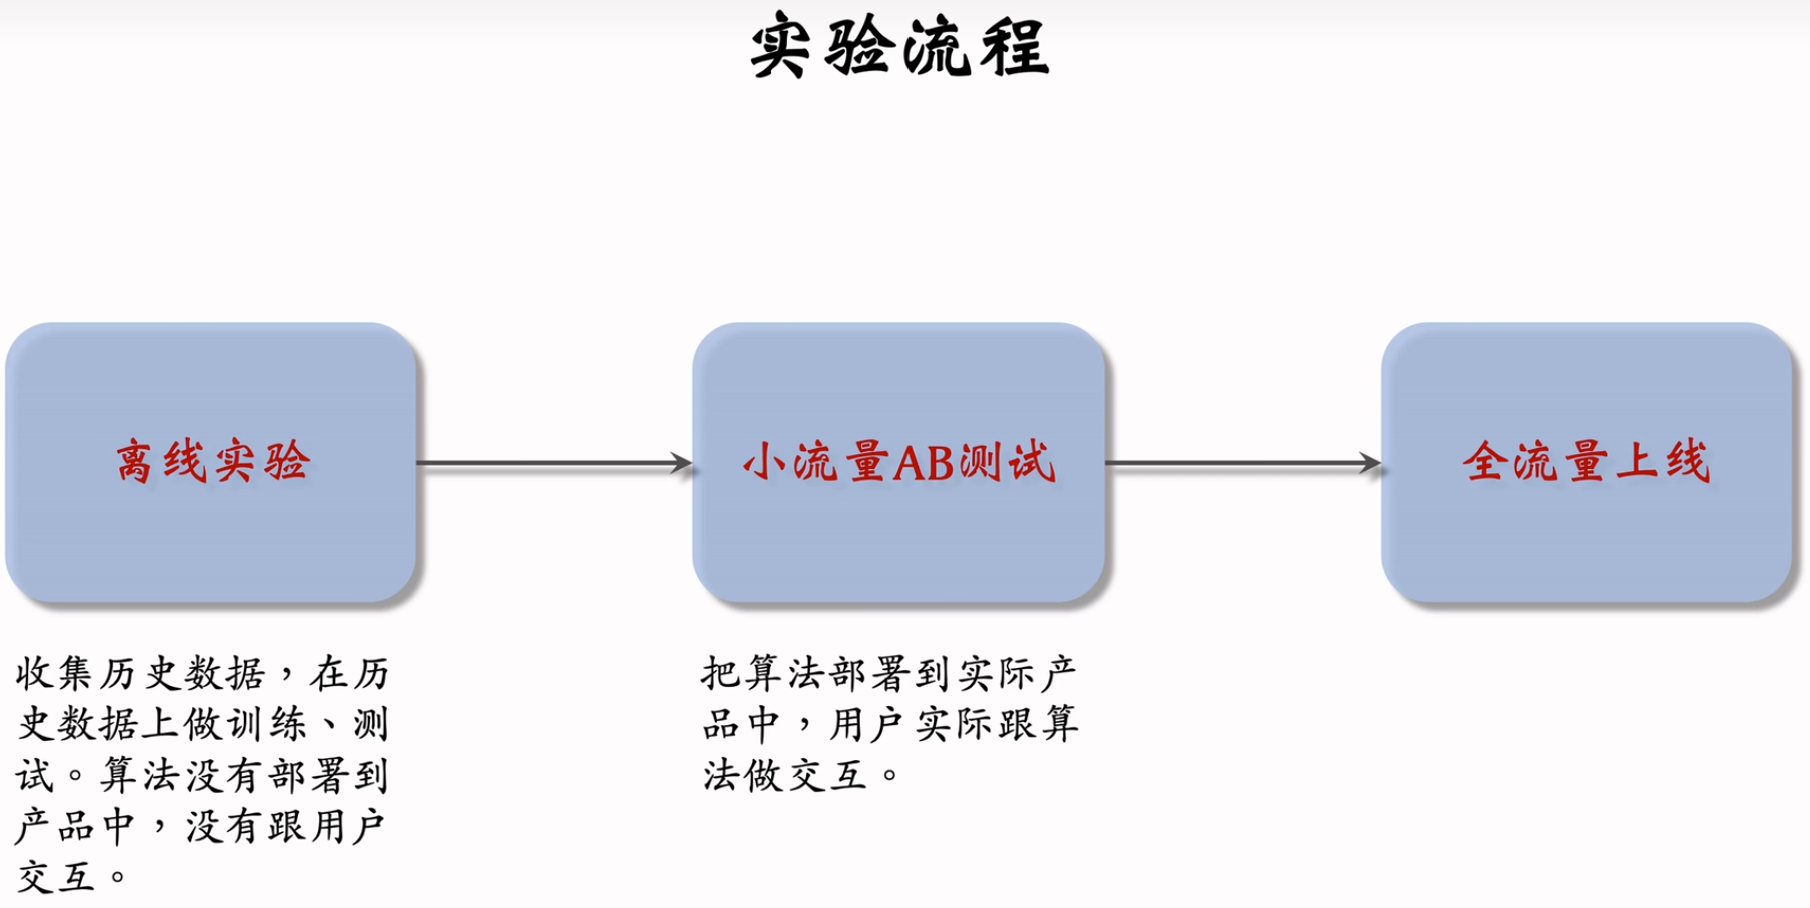 实验流程
离线实验
小流量AB测试
全流量上线
收集历史数据，在历
史数据上做训练、测
试。算法没有部署到
产品中，没有跟用户
交互。
把算法部署到实际产
品中，用户实际跟算
法做交互。